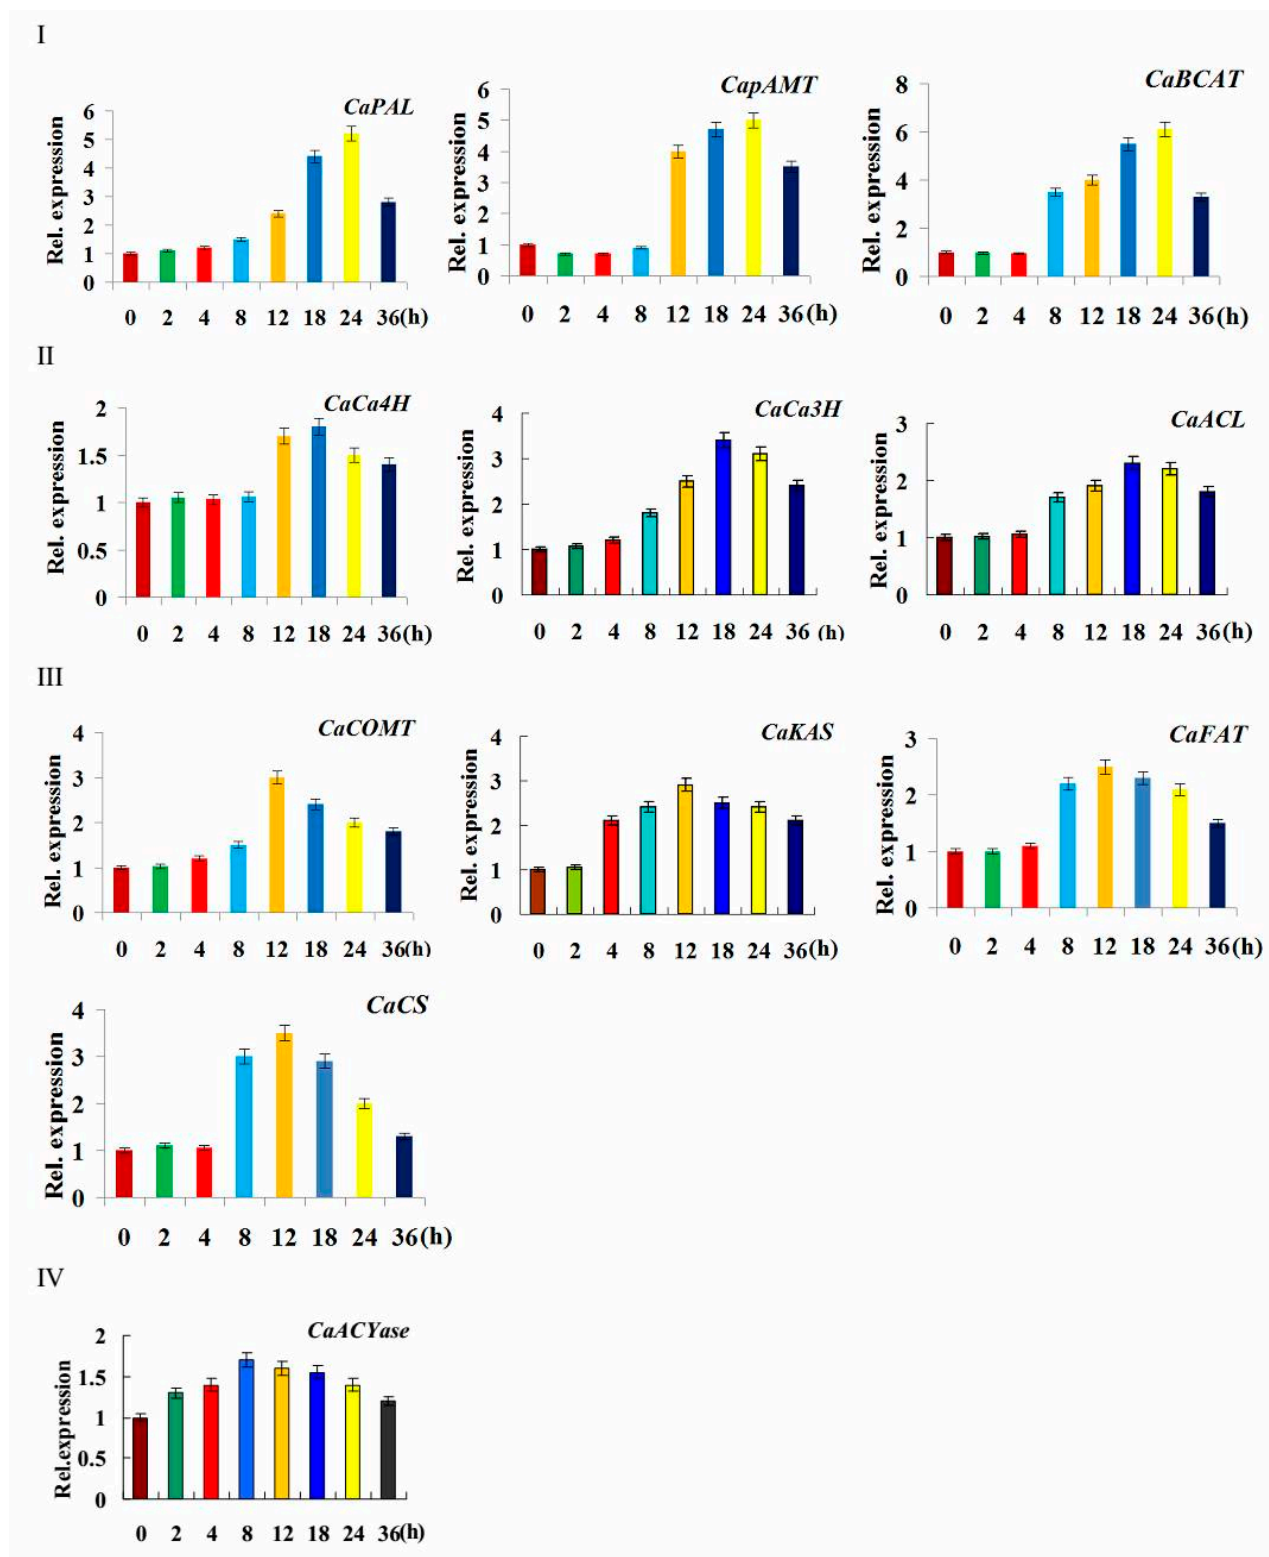 I
CaPAL
Rel. expression
6
5
4
3
2
1
0
0 2 4 8 12 18 24 36(h)
CapAMT
Rel. expression
6
5
4
3
2
1
0
0 2 4 8 12 18 24 36(h)
CaBCAT
Rel. expression
8
6
4
2
0
0 2 4 8 12 18 24 36(h)
II
CaCa4H
Rel. expression
2
1.5
1
0.5
0
0 2 4 8 12 18 24 36(h)
CaCa3H
Rel. expression
4
3
2
1
0
0 2 4 8 12 18 24 36 (h)
CaACL
Rel. expression
3
2
1
0
0 2 4 8 12 18 24 36(h)
III
CaCOMT
Rel. expression
4
3
2
1
0
0 2 4 8 12 18 24 36(h)
CaKAS
Rel. expression
4
3
2
1
0
0 2 4 8 12 18 24 36(h)
CaFAT
Rel. expression
3
2
1
0
0 2 4 8 12 18 24 36(h)
CaCS
Rel. expression
4
3
2
1
0
0 2 4 8 12 18 24 36(h)
IV
CaACYase
Rel.expression
2
1.5
1
0.5
0
0 2 4 8 12 18 24 36(h)